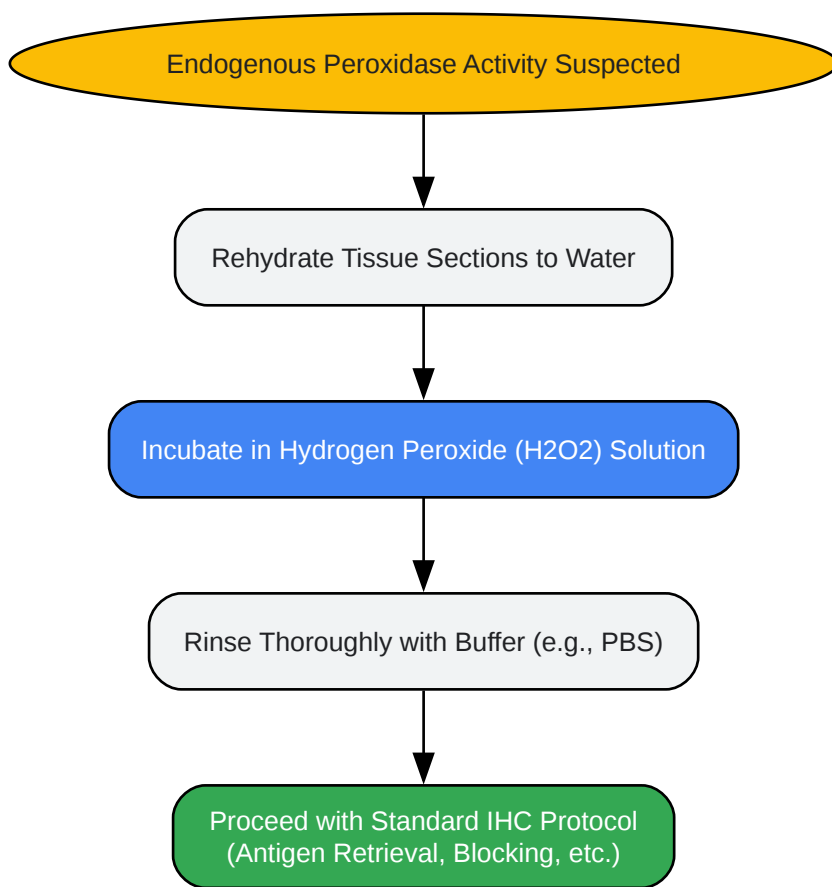 Endogenous Peroxidase Activity Suspected
Rehydrate Tissue Sections to Water
Incubate in Hydrogen Peroxide (H2O2) Solution
Rinse Thoroughly with Buffer (e.g., PBS)
Proceed with Standard IHC Protocol
(Antigen Retrieval, Blocking, etc.)